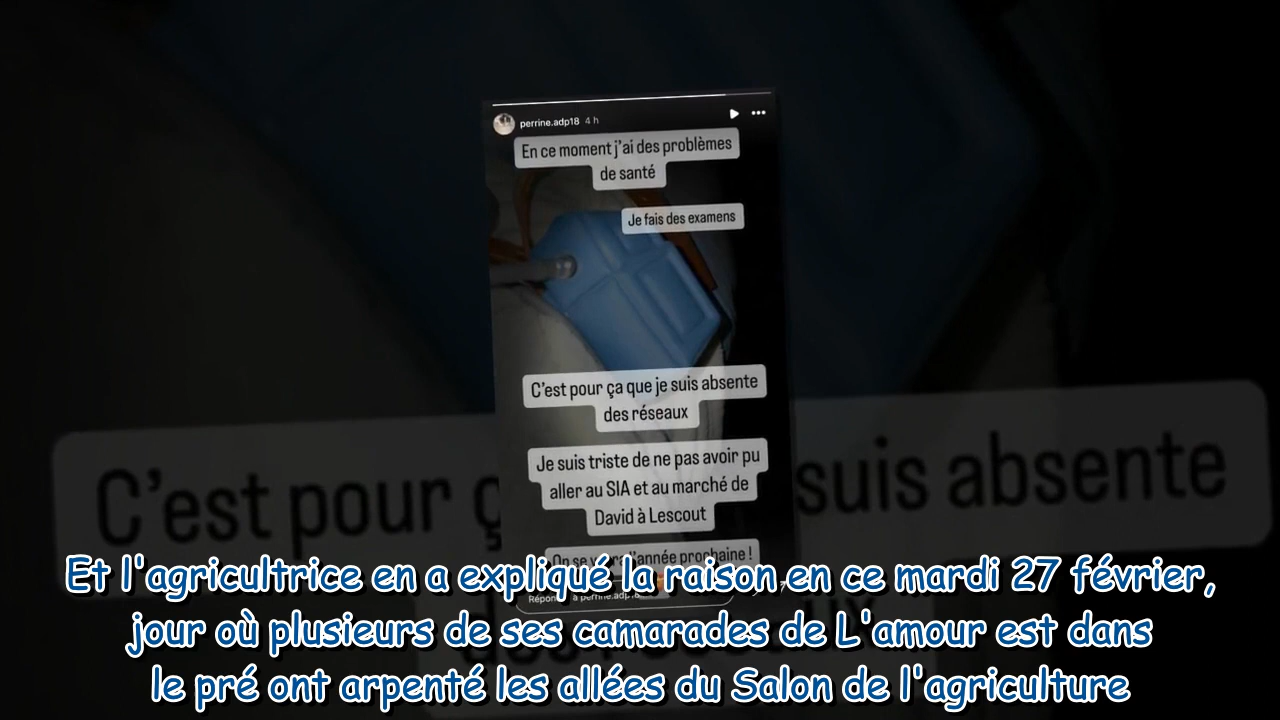 perrine.adp18 4 h
En ce moment j'ai des problèmes
de santé
Je fais des examens
C'est pour ça que je suis absente
des réseaux
Je suis triste de ne pas avoir pu
aller au SIA et au marché de
David à Lescout
On se verra l'année prochaine !
C'est pour ça suis absente
Et l'agricultrice en a expliqué la raison en ce mardi 27 février,
jour où plusieurs de ses camarades de L'amour est dans
le pré ont arpenté les allées du Salon de l'agriculture